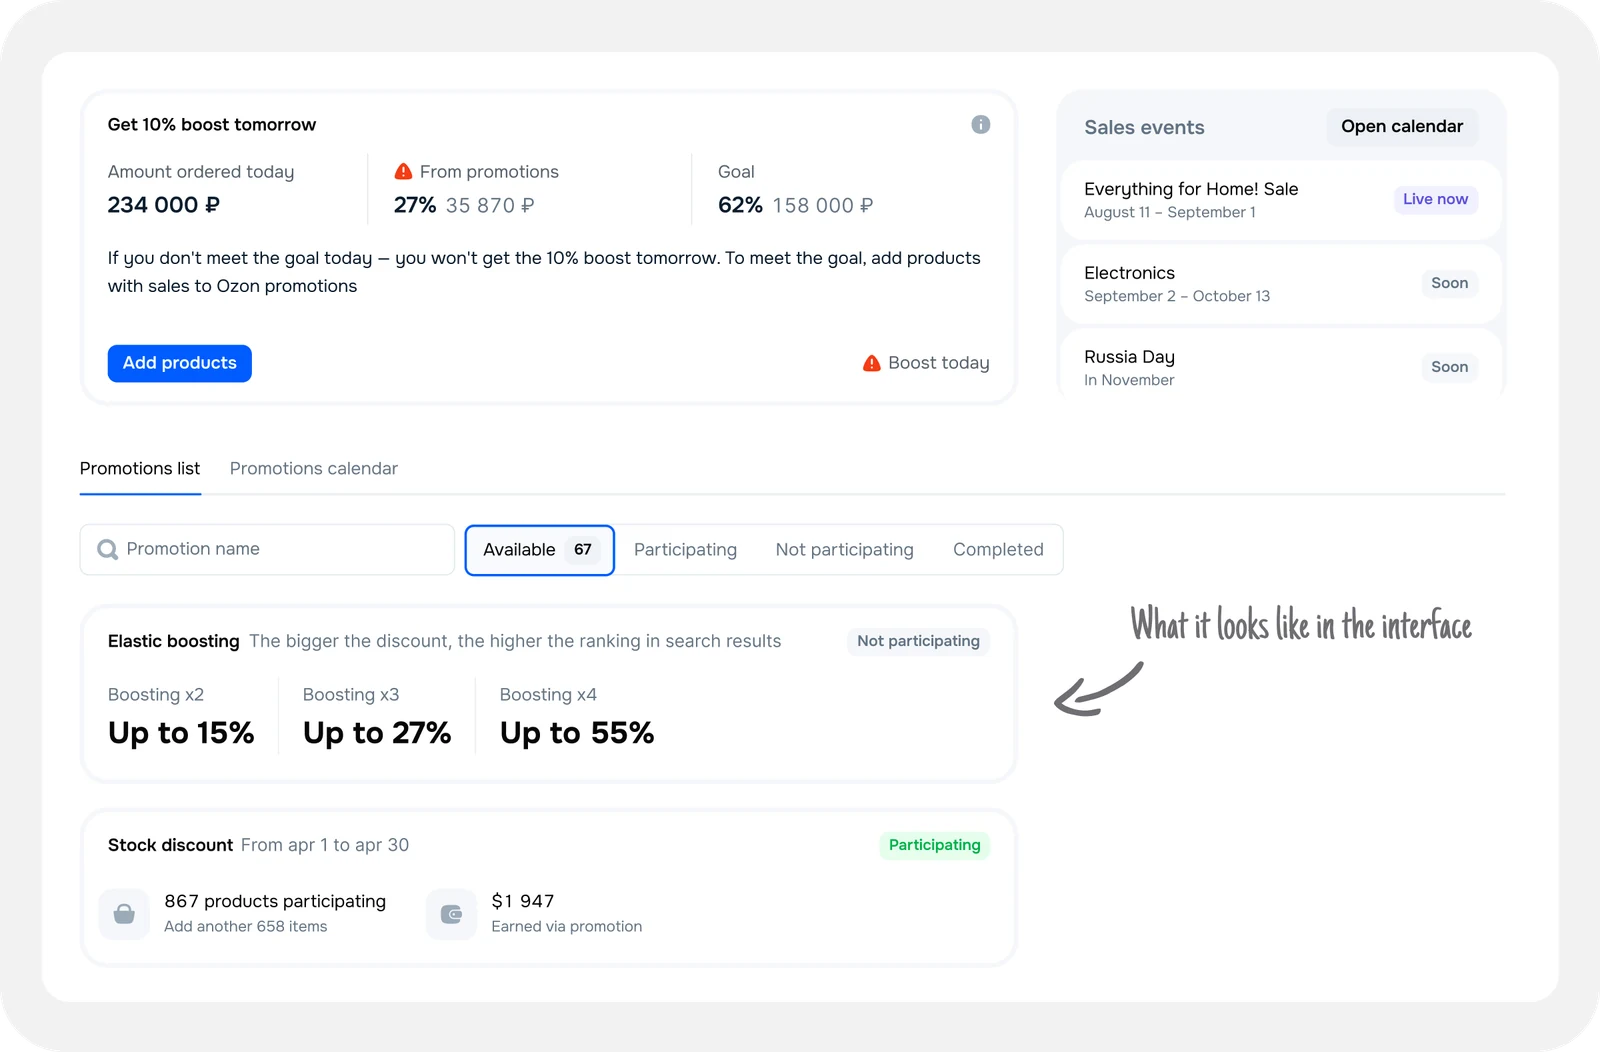 Get 10% boost tomorrow
Amount ordered today
234 000 ₽
From promotions
27% 35 870 ₽
Goal
62% 158 000 ₽
If you don't meet the goal today — you won't get the 10% boost tomorrow. To meet the goal, add products
with sales to Ozon promotions
Add products
Boost today
Sales events
Open calendar
Everything for Home! Sale
August 11 – September 1
Live now
Electronics
September 2 – October 13
Soon
Russia Day
In November
Soon
Promotions list
Promotions calendar
Promotion name
Available 67
Participating
Not participating
Completed
Elastic boosting The bigger the discount, the higher the ranking in search results
Not participating
Boosting x2
Up to 15%
Boosting x3
Up to 27%
Boosting x4
Up to 55%
What it looks like in the interface
Stock discount From apr 1 to apr 30
Participating
867 products participating
Add another 658 items
$1 947
Earned via promotion